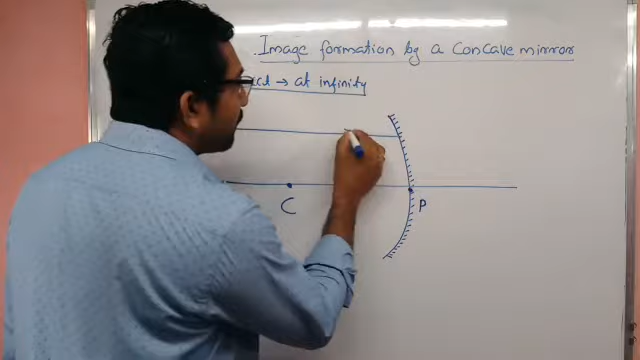 Image formation by a Concave mirror
→ at infinity
C
P